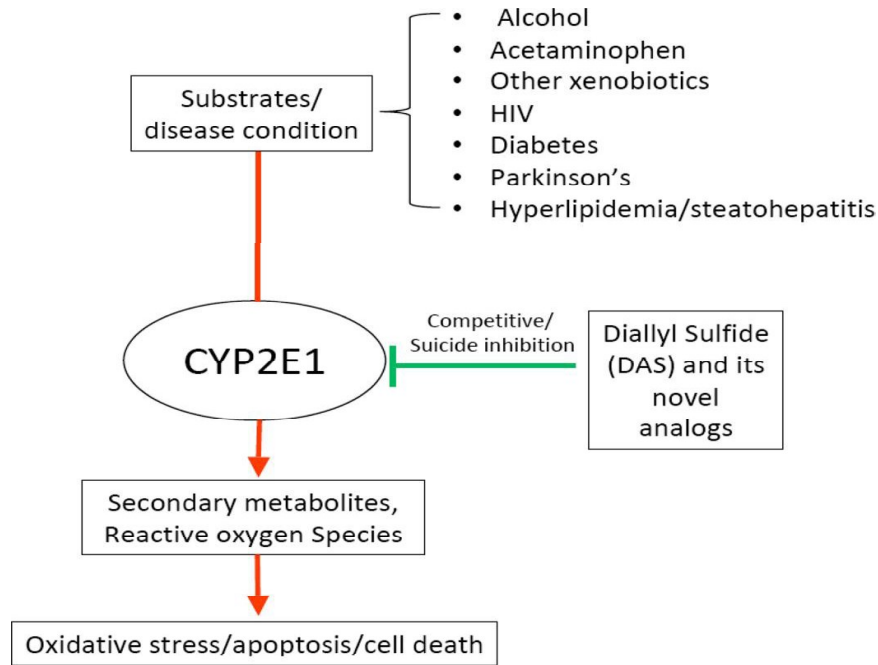 Substrates/
disease condition
• Alcohol
• Acetaminophen
• Other xenobiotics
• HIV
• Diabetes
• Parkinson's
• Hyperlipidemia/steatohepatitis
CYP2E1
Competitive/
Suicide inhibition
Diallyl Sulfide
(DAS) and its
novel
analogs
Secondary metabolites,
Reactive oxygen Species
Oxidative stress/apoptosis/cell death